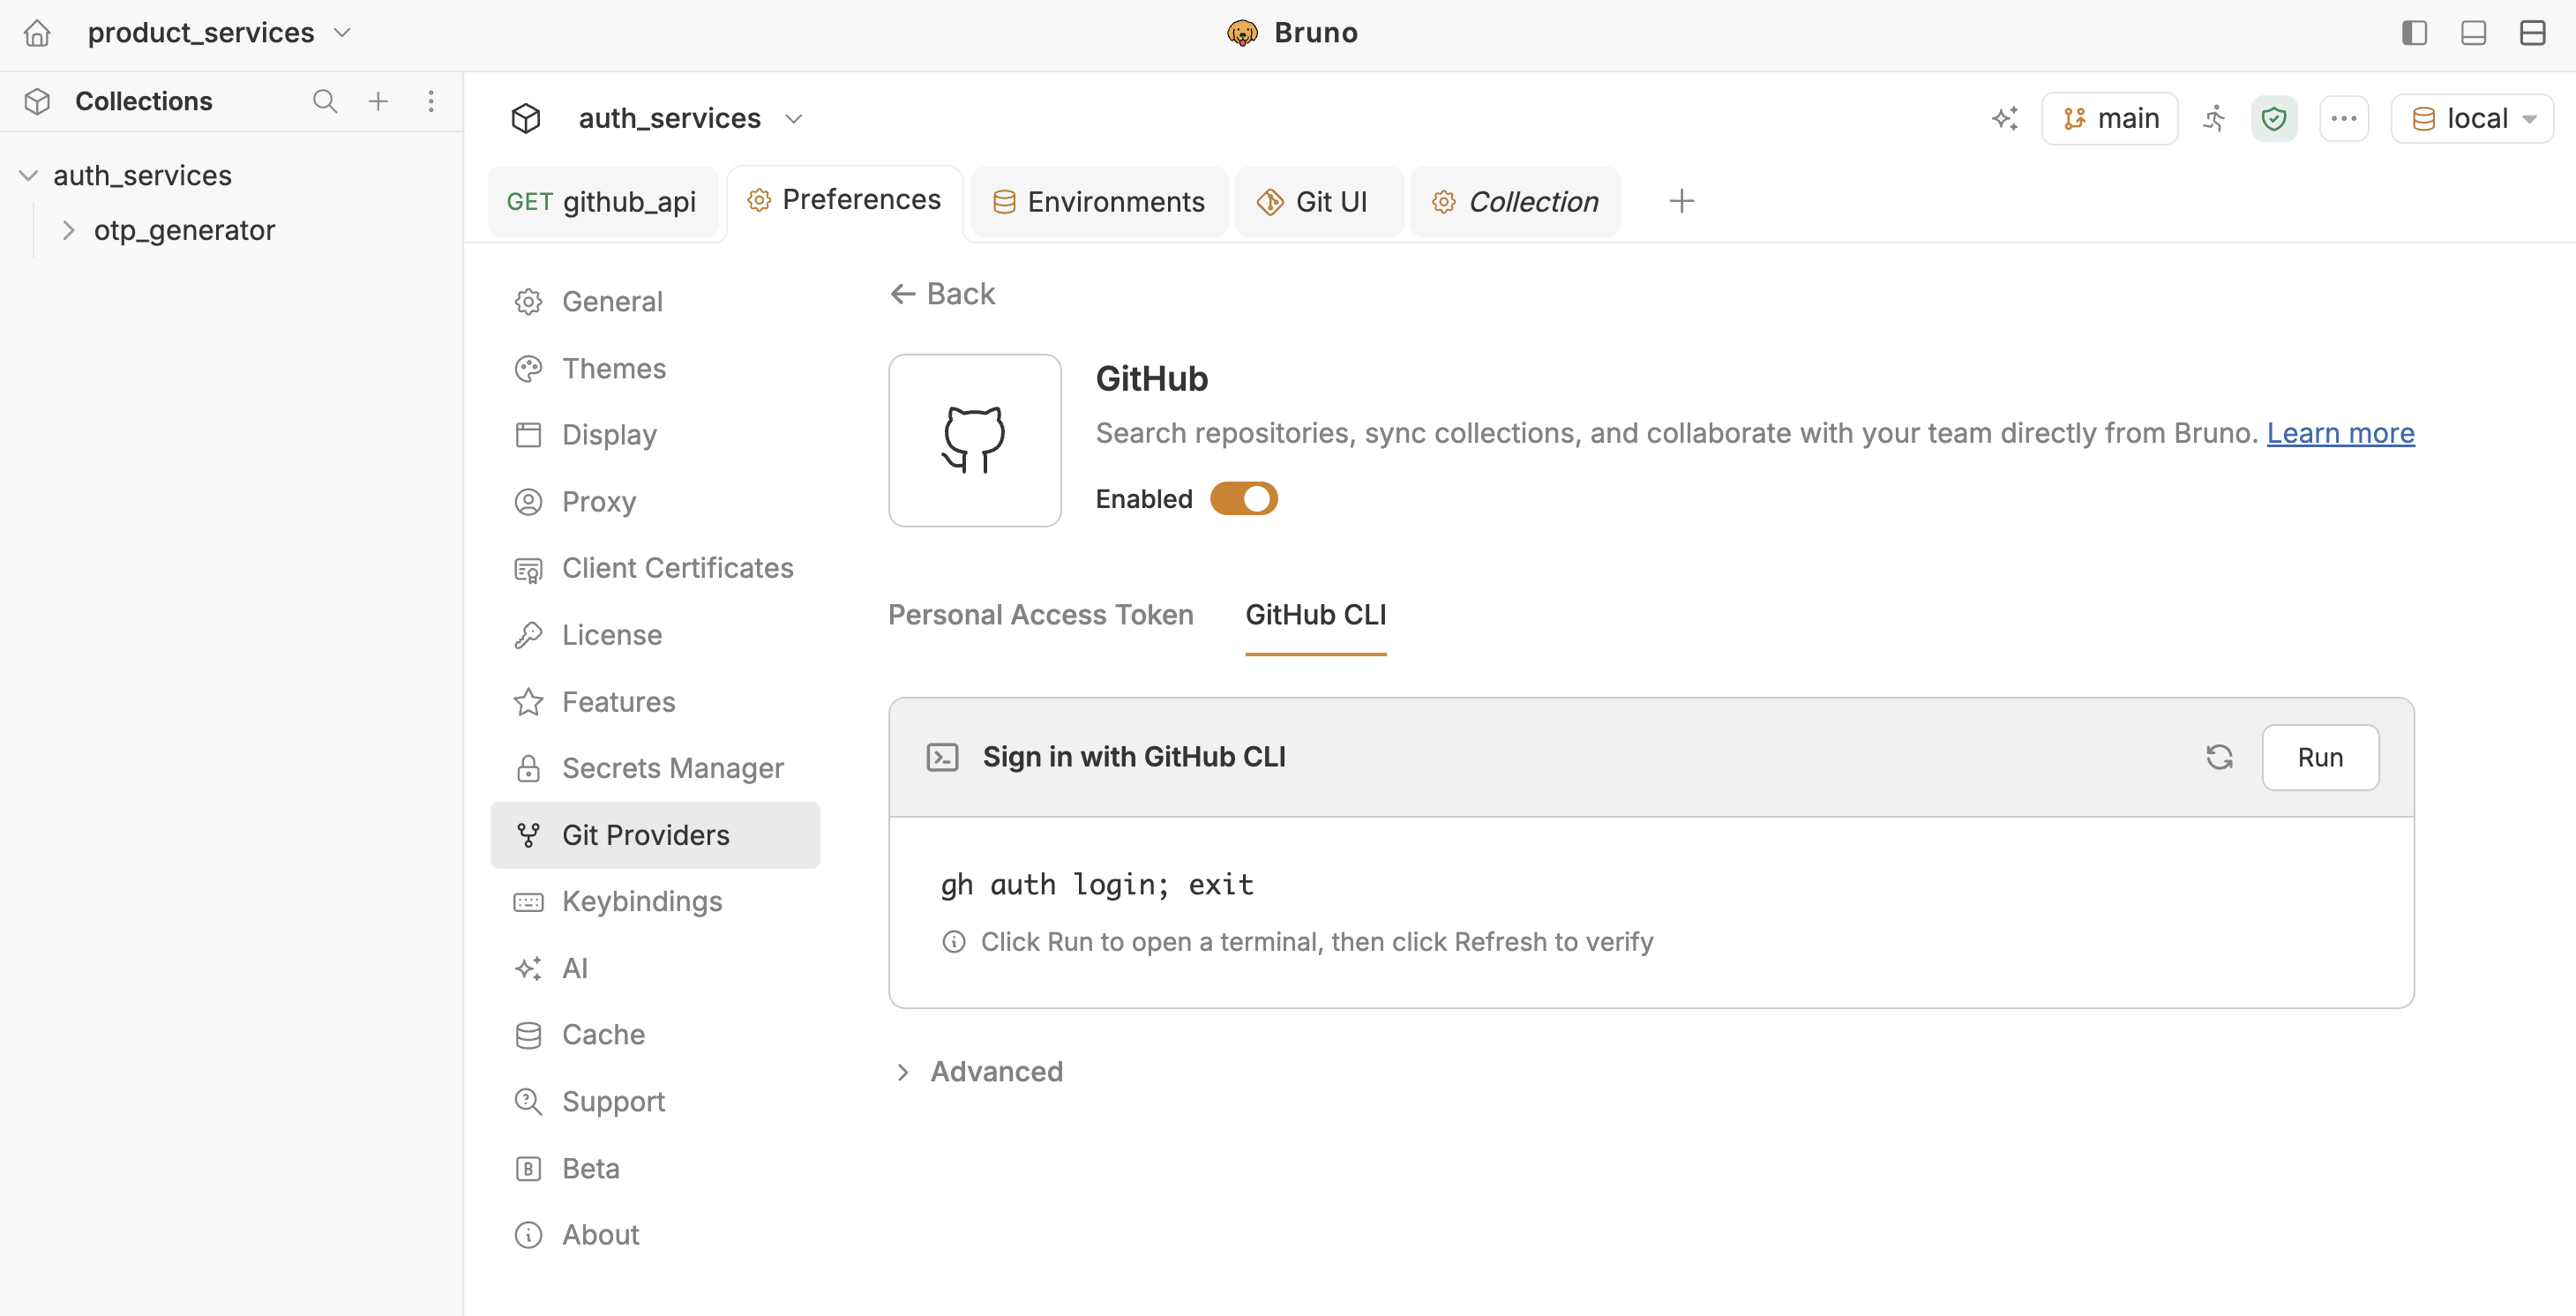 product_services
Bruno
Collections
auth_services
otp_generator
auth_services
main
local
GET github_api
Preferences
Environments
Git UI
Collection
General
Themes
Display
Proxy
Client Certificates
License
Features
Secrets Manager
Git Providers
Keybindings
AI
Cache
Support
Beta
About
Back
GitHub
Search repositories, sync collections, and collaborate with your team directly from Bruno. Learn more
Enabled
Personal Access Token
GitHub CLI
Sign in with GitHub CLI
Run
gh auth login; exit
Click Run to open a terminal, then click Refresh to verify
Advanced